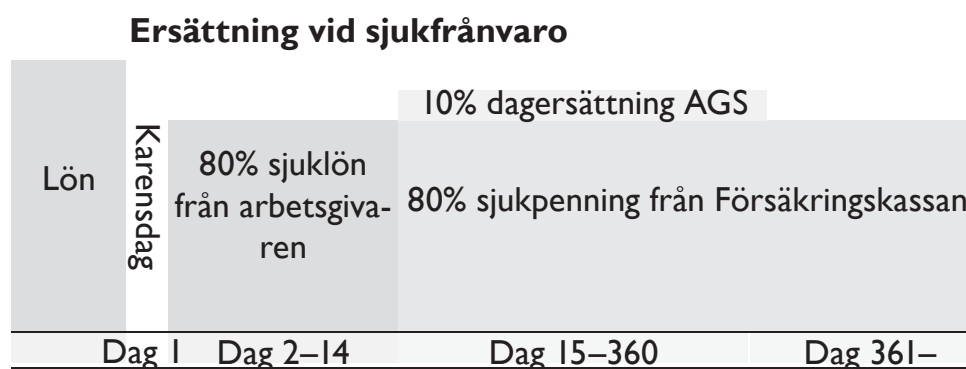 Ersättning vid sjukfrånvaro
10% dagersättning AGS
Lön
Karensdag
80% sjuklön
från arbetsgiva-
ren
80% sjukpenning från Försäkringskassan
Dag 1 Dag 2–14 Dag 15–360 Dag 361–